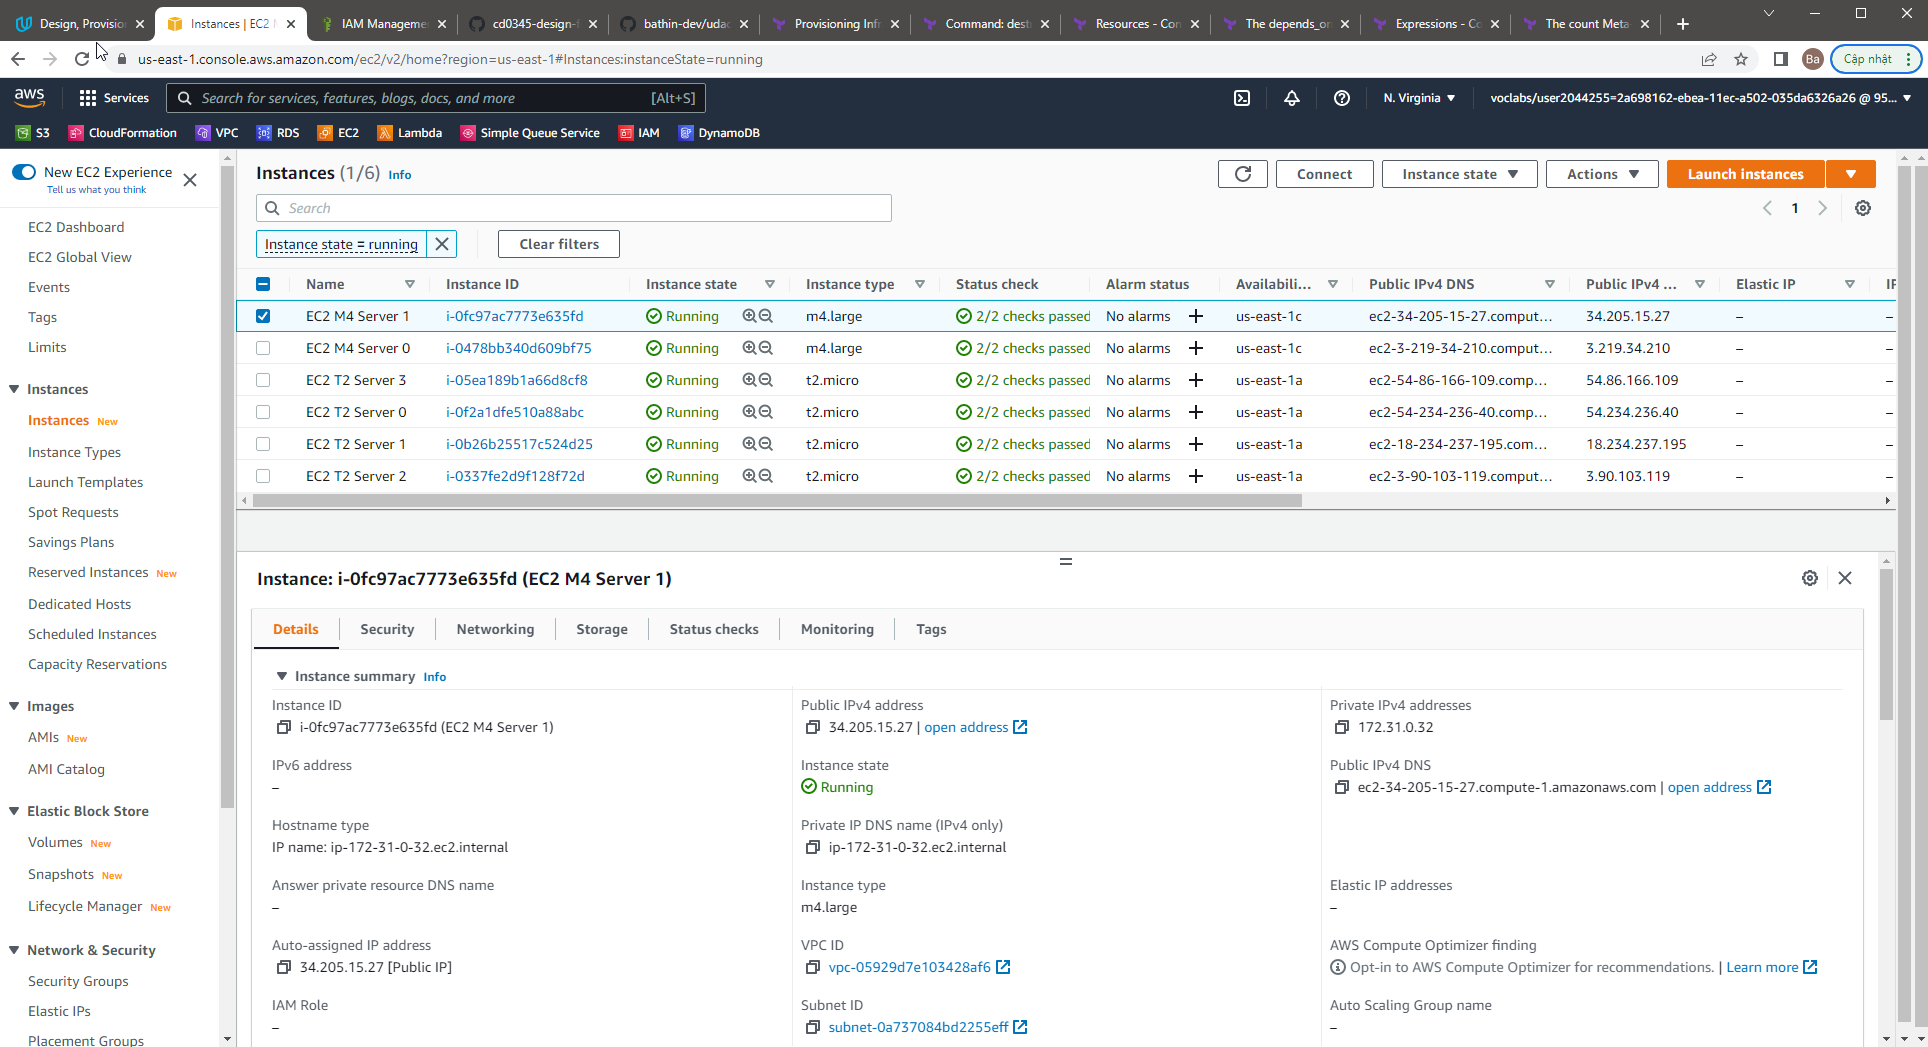 Design, Provisio
Instances | EC2 M
IAM Manageme
cd0345-design-f
bathin-dev/udac
Provisioning Infr
Command: dest
Resources - Con
The depends_on
Expressions - Co
The count Meta-
us-east-1.console.aws.amazon.com/ec2/v2/home?region=us-east-1#Instances:instanceState=running
Ba
Cập nhật
aws
Services
Search for services, features, blogs, docs, and more
[Alt+S]
N. Virginia
voclabs/user2044255=2a698162-ebea-11ec-a502-035da6326a26 @ 95...
S3
CloudFormation
VPC
RDS
EC2
Lambda
Simple Queue Service
IAM
DynamoDB
New EC2 Experience
Tell us what you think
EC2 Dashboard
EC2 Global View
Events
Tags
Limits
Instances
Instances New
Instance Types
Launch Templates
Spot Requests
Savings Plans
Reserved Instances New
Dedicated Hosts
Scheduled Instances
Capacity Reservations
Images
AMIs New
AMI Catalog
Elastic Block Store
Volumes New
Snapshots New
Lifecycle Manager New
Network & Security
Security Groups
Elastic IPs
Placement Groups
Instances (1/6) Info
Connect
Instance state
Actions
Launch instances
Search
1
Instance state = running
Clear filters
Name Instance ID Instance state Instance type Status check Alarm status Availabili... Public IPv4 DNS Public IPv4 ... Elastic IP IF
EC2 M4 Server 1 i-0fc97ac7773e635fd Running m4.large 2/2 checks passed No alarms us-east-1c ec2-34-205-15-27.comput... 34.205.15.27 – –
EC2 M4 Server 0 i-0478bb340d609bf75 Running m4.large 2/2 checks passed No alarms us-east-1c ec2-3-219-34-210.comput... 3.219.34.210 – –
EC2 T2 Server 3 i-05ea189b1a66d8cf8 Running t2.micro 2/2 checks passed No alarms us-east-1a ec2-54-86-166-109.comp... 54.86.166.109 – –
EC2 T2 Server 0 i-0f2a1dfe510a88abc Running t2.micro 2/2 checks passed No alarms us-east-1a ec2-54-234-236-40.comp... 54.234.236.40 – –
EC2 T2 Server 1 i-0b26b25517c524d25 Running t2.micro 2/2 checks passed No alarms us-east-1a ec2-18-234-237-195.com... 18.234.237.195 – –
EC2 T2 Server 2 i-0337fe2d9f128f72d Running t2.micro 2/2 checks passed No alarms us-east-1a ec2-3-90-103-119.comput... 3.90.103.119 – –
Instance: i-0fc97ac7773e635fd (EC2 M4 Server 1)
Details
Security
Networking
Storage
Status checks
Monitoring
Tags
Instance summary Info
Instance ID
i-0fc97ac7773e635fd (EC2 M4 Server 1)
Public IPv4 address
34.205.15.27 | open address
Private IPv4 addresses
172.31.0.32
IPv6 address
–
Instance state
Running
Public IPv4 DNS
ec2-34-205-15-27.compute-1.amazonaws.com | open address
Hostname type
IP name: ip-172-31-0-32.ec2.internal
Private IP DNS name (IPv4 only)
ip-172-31-0-32.ec2.internal
Answer private resource DNS name
–
Instance type
m4.large
Elastic IP addresses
–
Auto-assigned IP address
34.205.15.27 [Public IP]
VPC ID
vpc-05929d7e103428af6
AWS Compute Optimizer finding
Opt-in to AWS Compute Optimizer for recommendations. | Learn more
IAM Role
–
Subnet ID
subnet-0a737084bd2255eff
Auto Scaling Group name
–